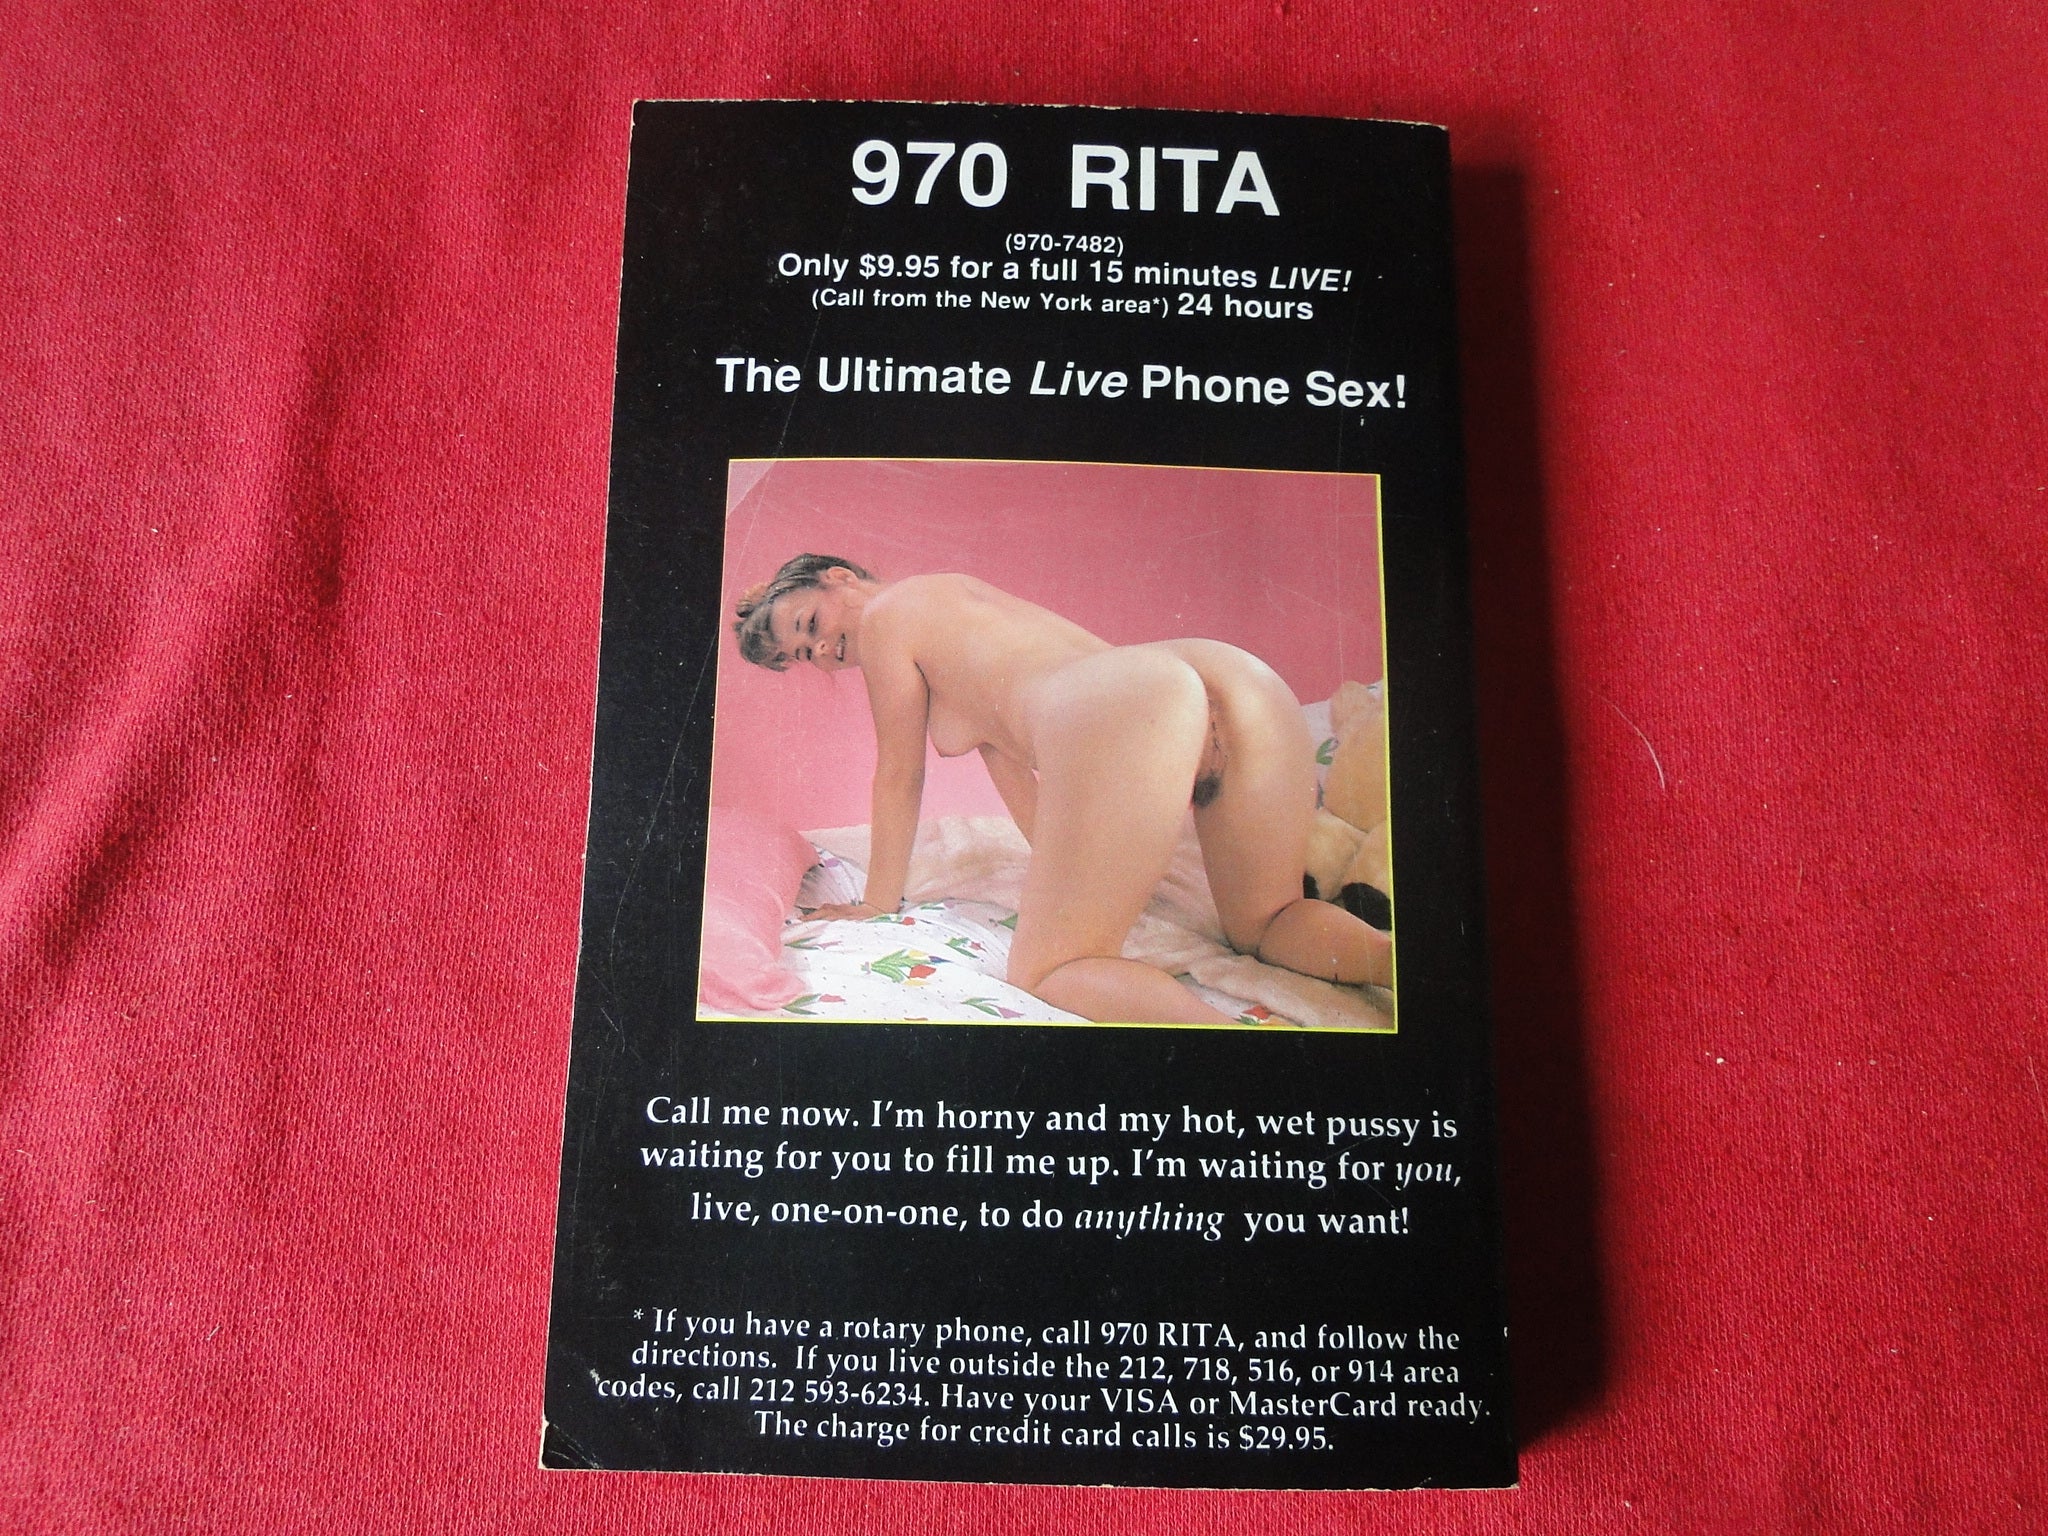 970 RITA
(970-7482)
Only $9.95 for a full 15 minutes LIVE!
(Call from the New York area*) 24 hours
The Ultimate Live Phone Sex!
Call me now. I'm horny and my hot, wet pussy is
waiting for you to fill me up. I'm waiting for you,
live, one-on-one, to do anything you want!
* If you have a rotary phone, call 970 RITA, and follow the
directions. If you live outside the 212, 718, 516, or 914 area
codes, call 212 593-6234. Have your VISA or MasterCard ready.
The charge for credit card calls is $29.95.